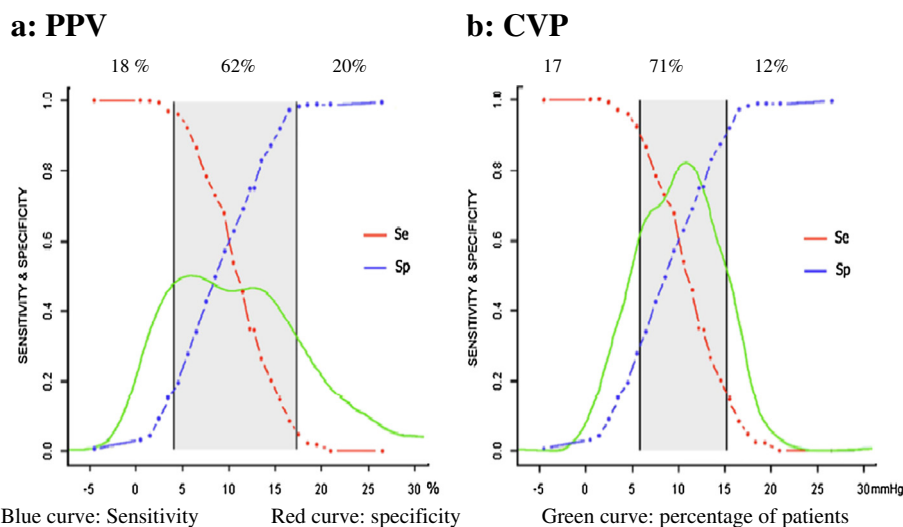 a: PPV
b: CVP
18 % 62% 20%
17 71% 12%
SENSITIVITY & SPECIFICITY
1.0
0.8
0.6
0.4
0.2
0.0
Se
Sp
-5 0 5 10 15 20 25 30 %
SENSITIVITY & SPECIFICITY
1.0
0.8
0.6
0.4
0.2
0.0
Se
Sp
-5 0 5 10 15 20 25 30 mmHg
Blue curve: Sensitivity Red curve: specificity Green curve: percentage of patients